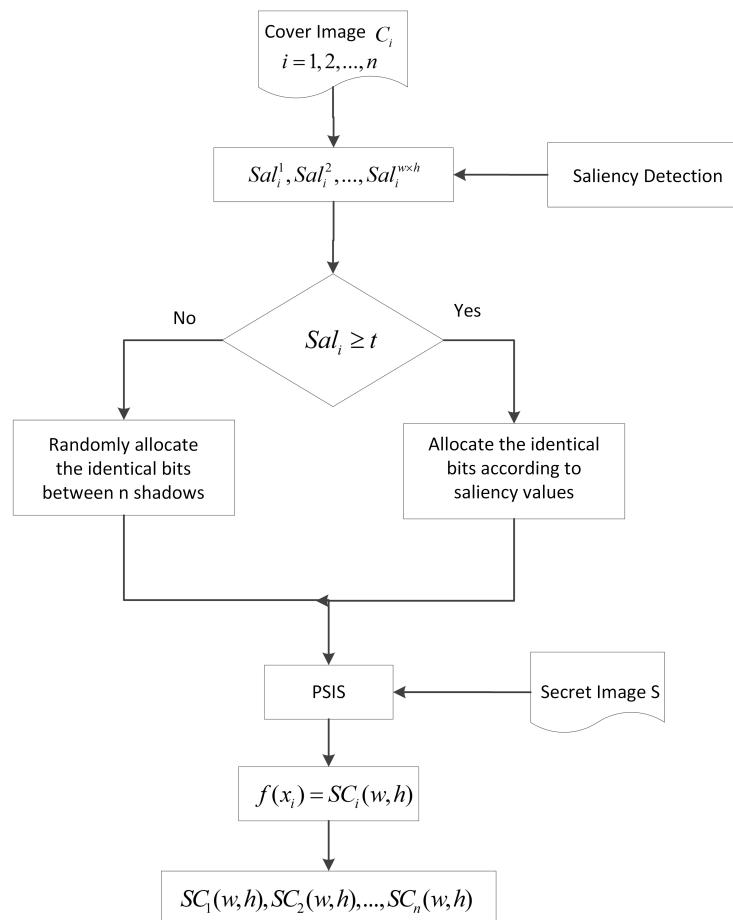 Cover Image C_i
i = 1, 2, ..., n
Sal_i^1, Sal_i^2, ..., Sal_i^{w×h}
Saliency Detection
No
Yes
Sal_i ≥ t
Randomly allocate
the identical bits
between n shadows
Allocate the identical
bits according to
saliency values
PSIS
Secret Image S
f(x_i) = SC_i(w,h)
SC_1(w,h), SC_2(w,h), ..., SC_n(w,h)